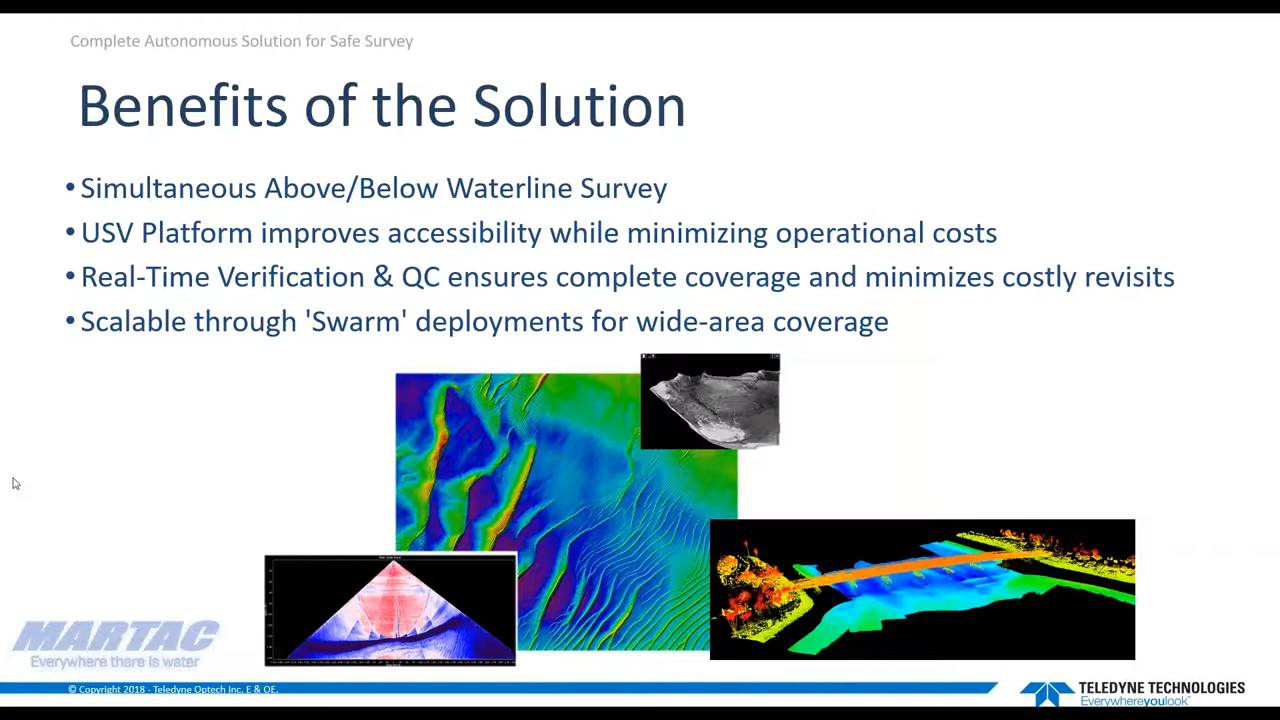 Complete Autonomous Solution for Safe Survey
Benefits of the Solution
• Simultaneous Above/Below Waterline Survey
• USV Platform improves accessibility while minimizing operational costs
• Real-Time Verification & QC ensures complete coverage and minimizes costly revisits
• Scalable through 'Swarm' deployments for wide-area coverage
MARTAC
Everywhere there is water
© Copyright 2018 - Teledyne Optech Inc. E & OE.
TELEDYNE TECHNOLOGIES
Everywhereyoulook™